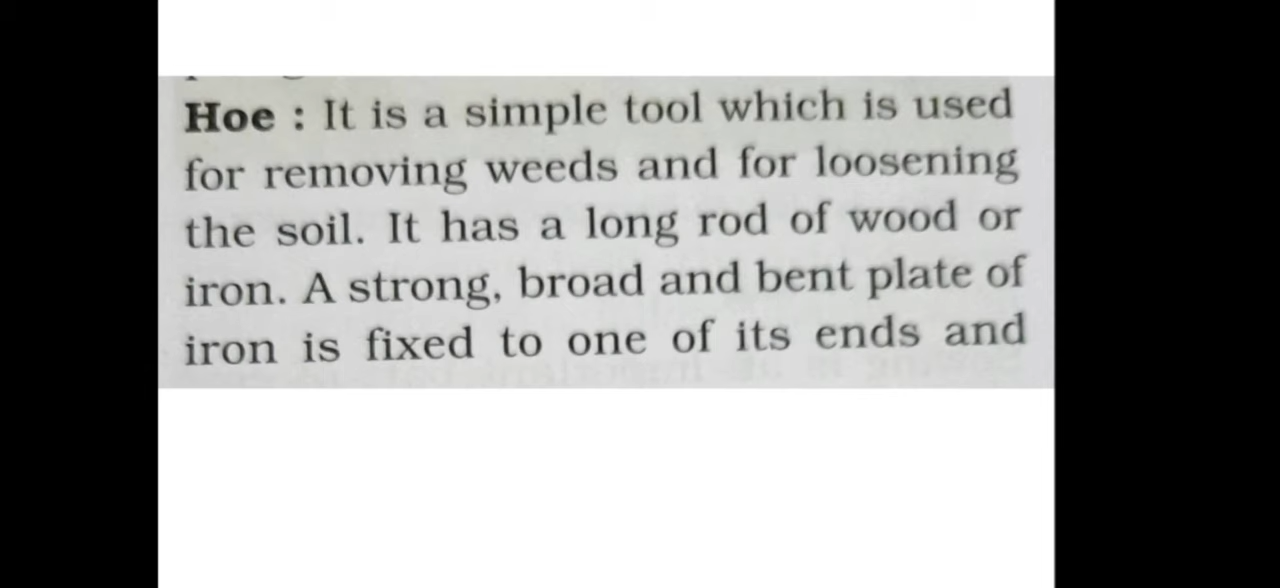 Hoe : It is a simple tool which is used
for removing weeds and for loosening
the soil. It has a long rod of wood or
iron. A strong, broad and bent plate of
iron is fixed to one of its ends and